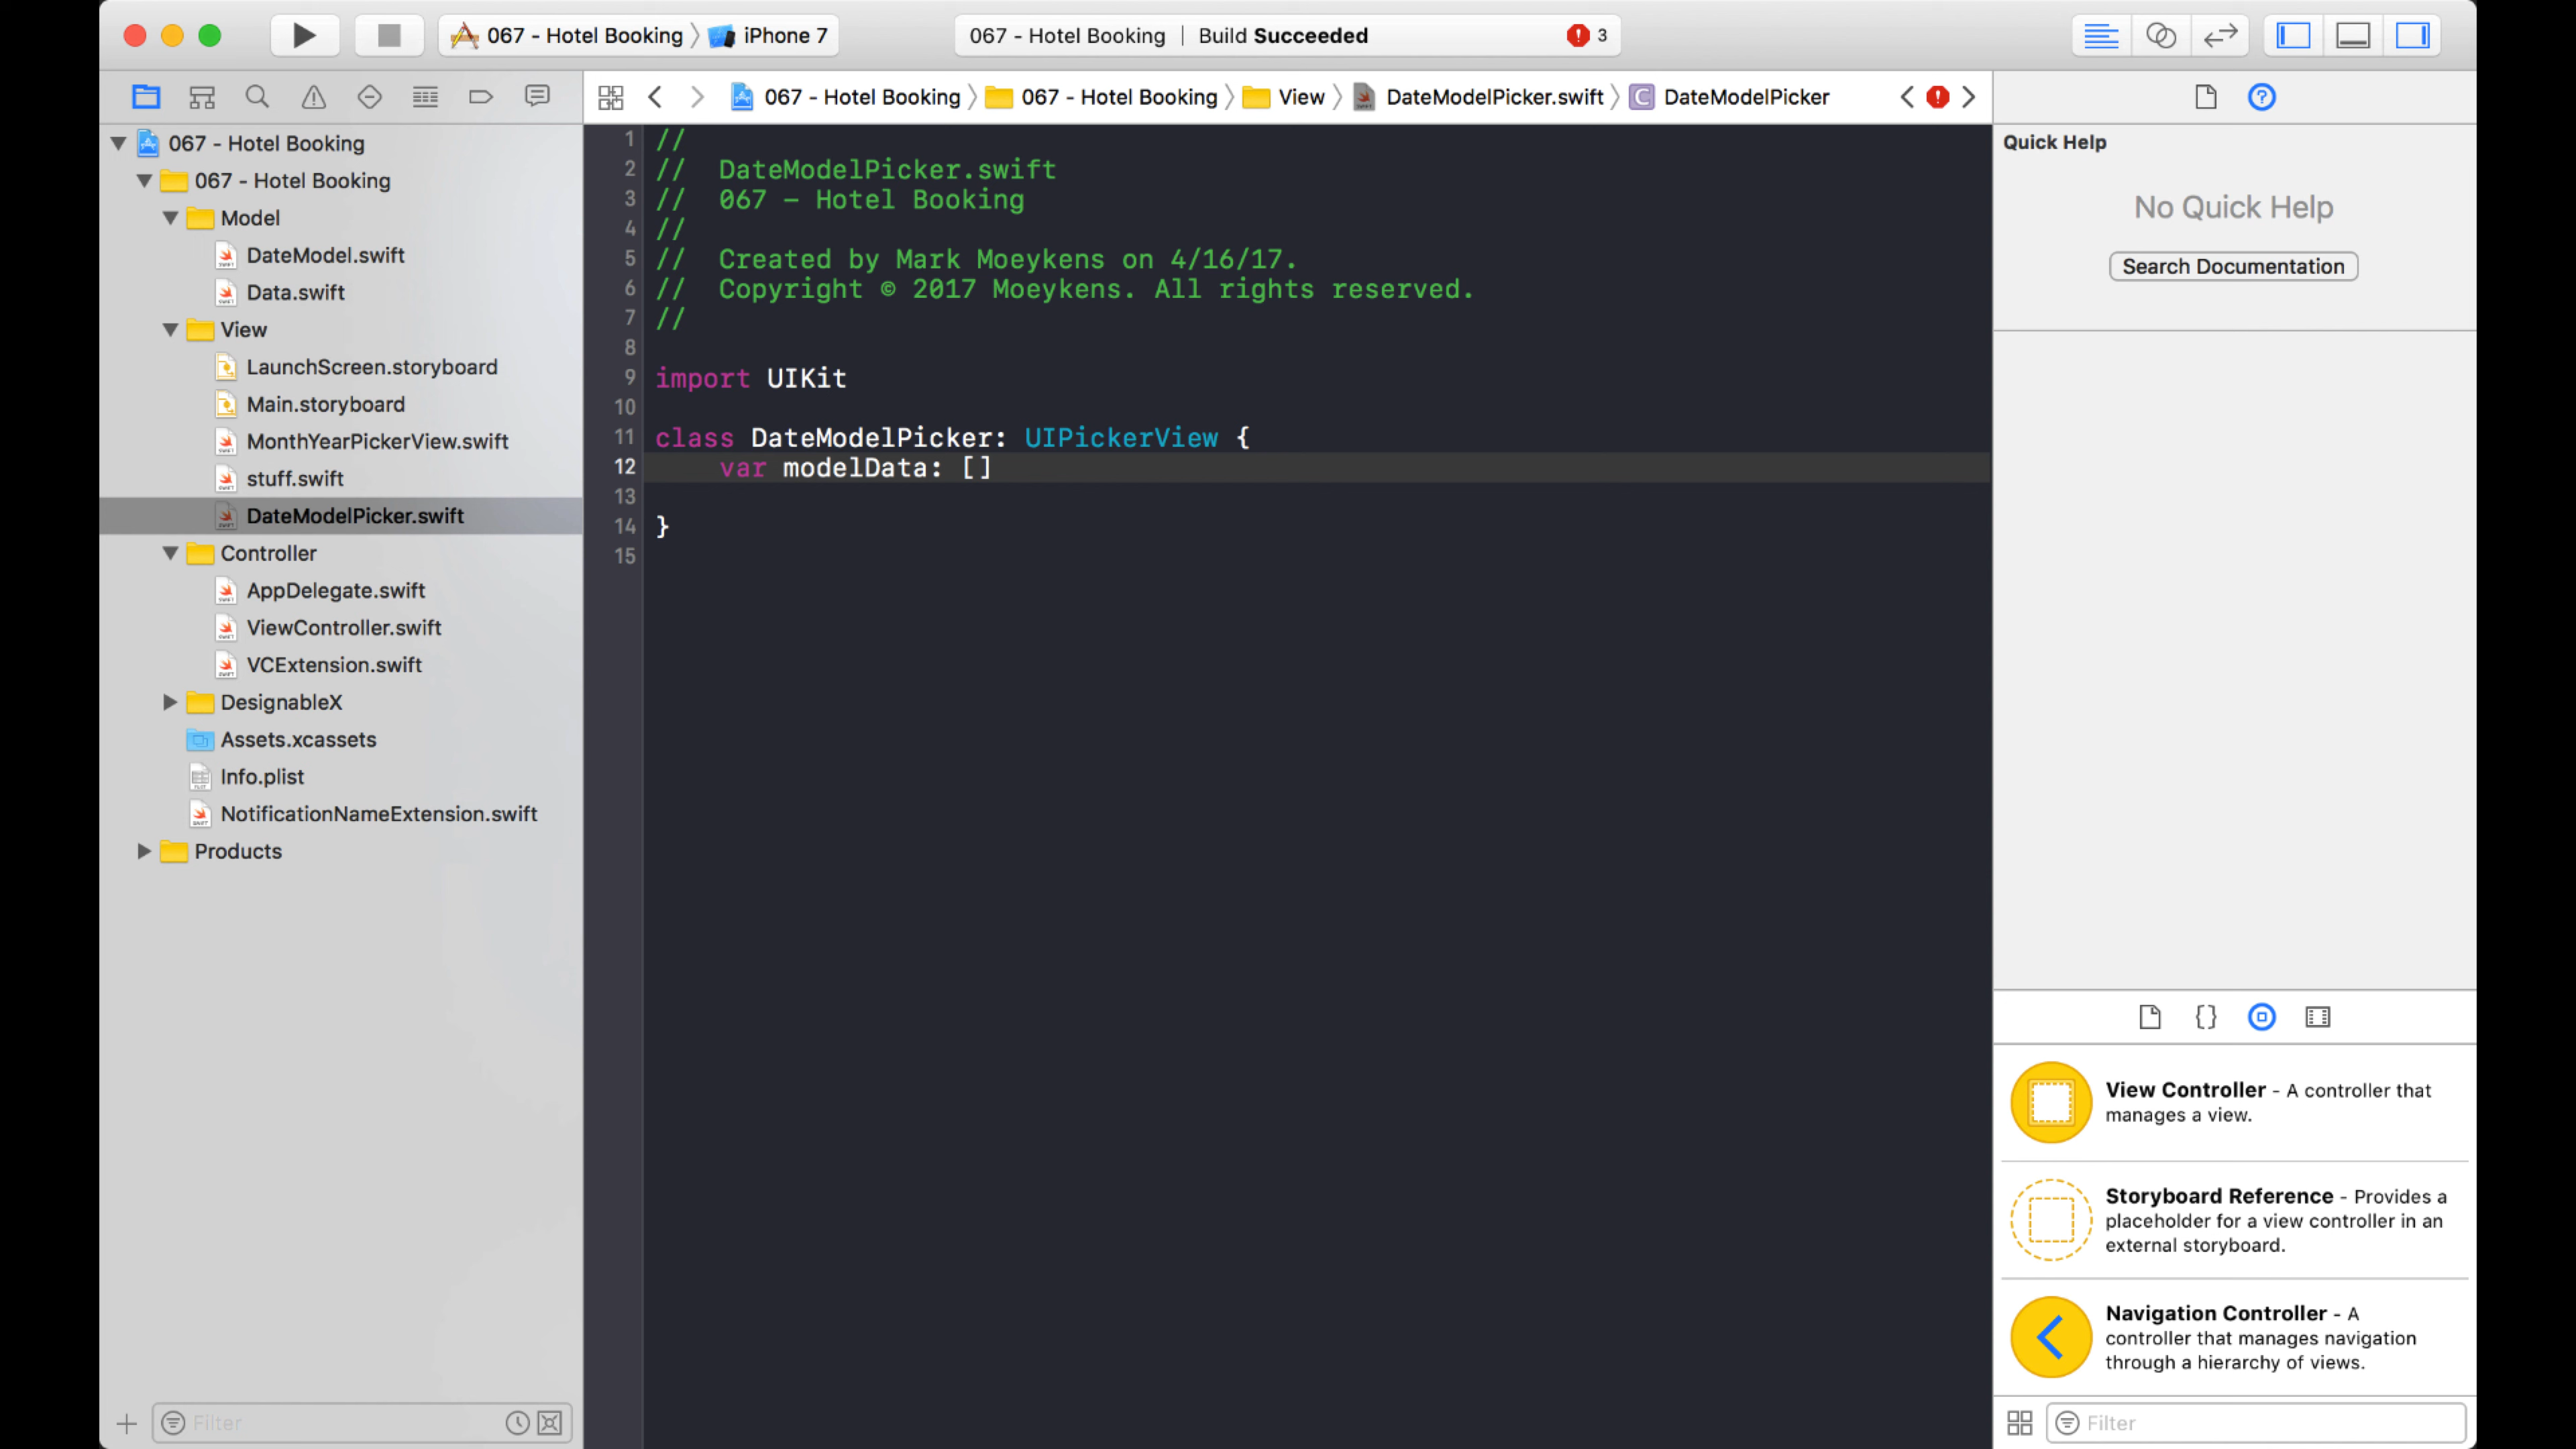 067 - Hotel Booking
iPhone 7
067 - Hotel Booking | Build Succeeded
3
067 - Hotel Booking
067 - Hotel Booking
View
DateModelPicker.swift
C DateModelPicker
067 - Hotel Booking
067 - Hotel Booking
Model
DateModel.swift
Data.swift
View
LaunchScreen.storyboard
Main.storyboard
MonthYearPickerView.swift
stuff.swift
DateModelPicker.swift
Controller
AppDelegate.swift
ViewController.swift
VCExtension.swift
DesignableX
Assets.xcassets
Info.plist
NotificationNameExtension.swift
Products
Filter
1 //
2 //  DateModelPicker.swift
3 //  067 - Hotel Booking
4 //
5 //  Created by Mark Moeykens on 4/16/17.
6 //  Copyright © 2017 Moeykens. All rights reserved.
7 //
8
9 import UIKit
10
11 class DateModelPicker: UIPickerView {
12     var modelData: []
13
14 }
15
Quick Help
No Quick Help
Search Documentation
View Controller - A controller that
manages a view.
Storyboard Reference - Provides a
placeholder for a view controller in an
external storyboard.
Navigation Controller - A
controller that manages navigation
through a hierarchy of views.
Filter